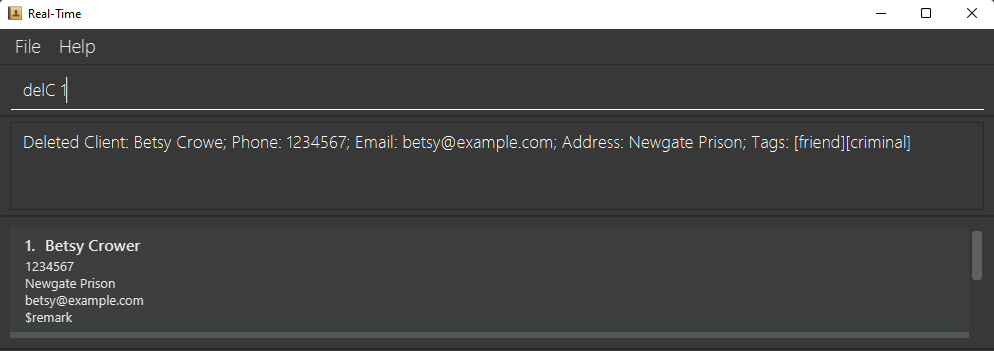 Real-Time
File Help
delC 1
Deleted Client: Betsy Crowe; Phone: 1234567; Email: betsy@example.com; Address: Newgate Prison; Tags: [friend][criminal]
1. Betsy Crower
1234567
Newgate Prison
betsy@example.com
$remark